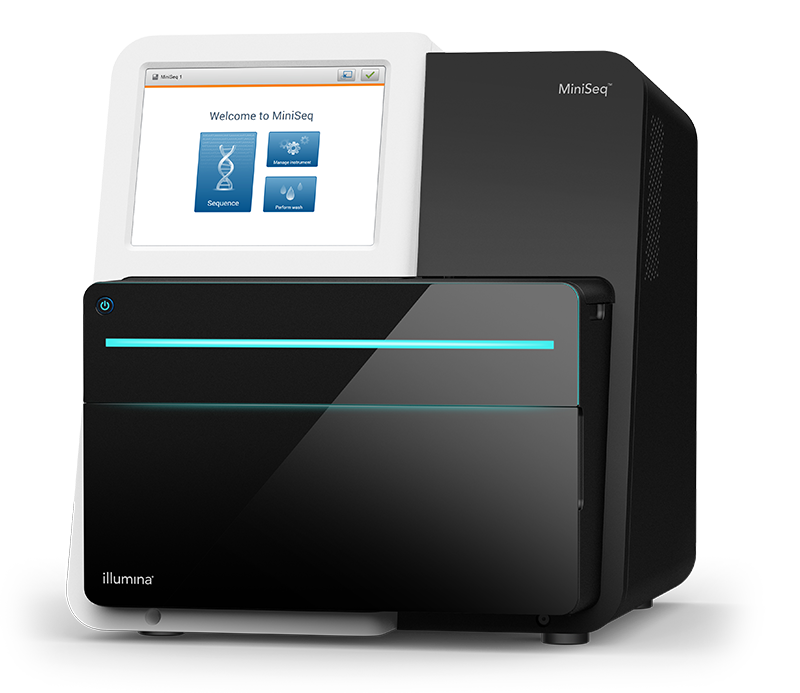 MiniSeq 1
Welcome to MiniSeq
Sequence
Manage instrument
Perform wash
MiniSeq™
illumina®